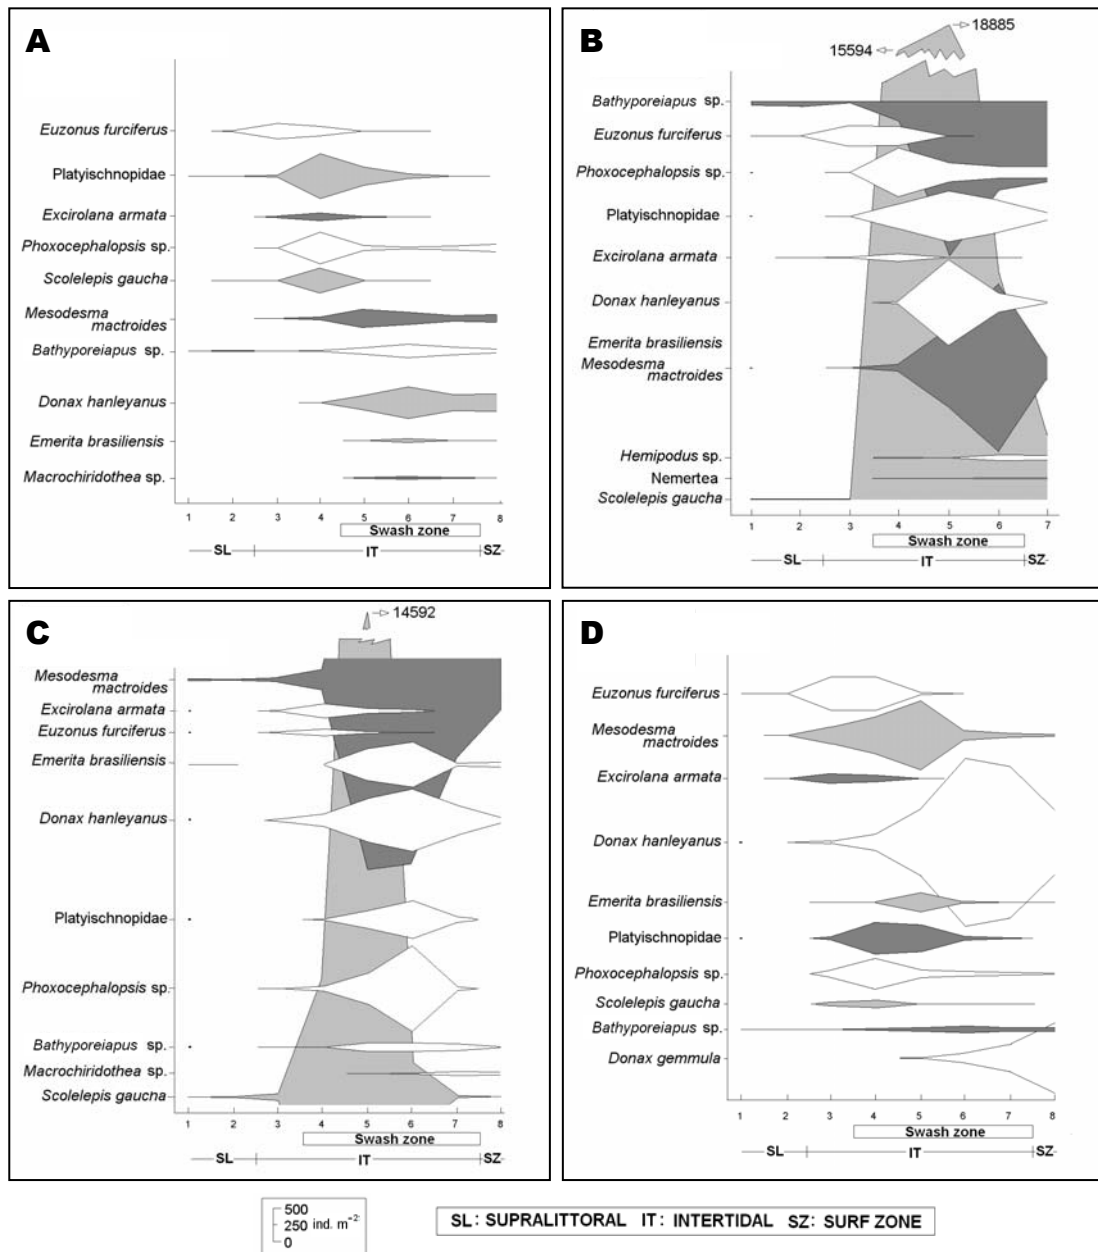 A
Euzonus furciferus
Platyischnopidae
Excirolana armata
Phoxocephalopsis sp.
Scolelepis gaucha
Mesodesma
mactroides
Bathyporeiapus sp.
Donax hanleyanus
Emerita brasiliensis
Macrochiridothea sp.
1 2 3 4 5 6 7 8
Swash zone
SL IT SZ
B
18885
15594
Bathyporeiapus sp.
Euzonus furciferus
Phoxocephalopsis sp.
Platyischnopidae
Excirolana armata
Donax hanleyanus
Emerita brasiliensis
Mesodesma
mactroides
Hemipodus sp.
Nemertea
Scolelepis gaucha
1 2 3 4 5 6 7
Swash zone
SL IT SZ
C
14592
Mesodesma
mactroides
Excirolana armata
Euzonus furciferus
Emerita brasiliensis
Donax hanleyanus
Platyischnopidae
Phoxocephalopsis sp.
Bathyporeiapus sp.
Macrochiridothea sp.
Scolelepis gaucha
1 2 3 4 5 6 7 8
Swash zone
SL IT SZ
D
Euzonus furciferus
Mesodesma
mactroides
Excirolana armata
Donax hanleyanus
Emerita brasiliensis
Platyischnopidae
Phoxocephalopsis sp.
Scolelepis gaucha
Bathyporeiapus sp.
Donax gemmula
1 2 3 4 5 6 7 8
Swash zone
SL IT SZ
500
250 ind. m⁻²
0
SL: SUPRALITTORAL IT: INTERTIDAL SZ: SURF ZONE